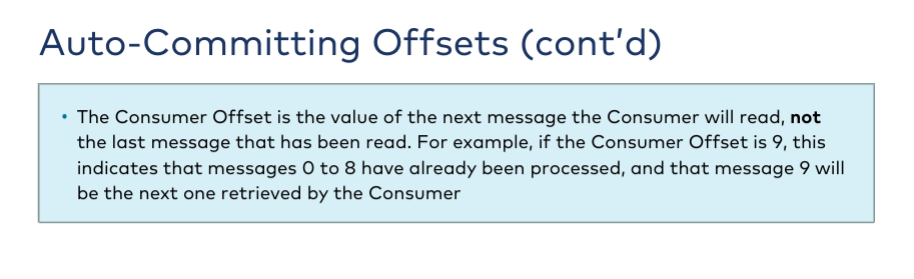 Auto-Committing Offsets (cont'd)
• The Consumer Offset is the value of the next message the Consumer will read, not
the last message that has been read. For example, if the Consumer Offset is 9, this
indicates that messages 0 to 8 have already been processed, and that message 9 will
be the next one retrieved by the Consumer